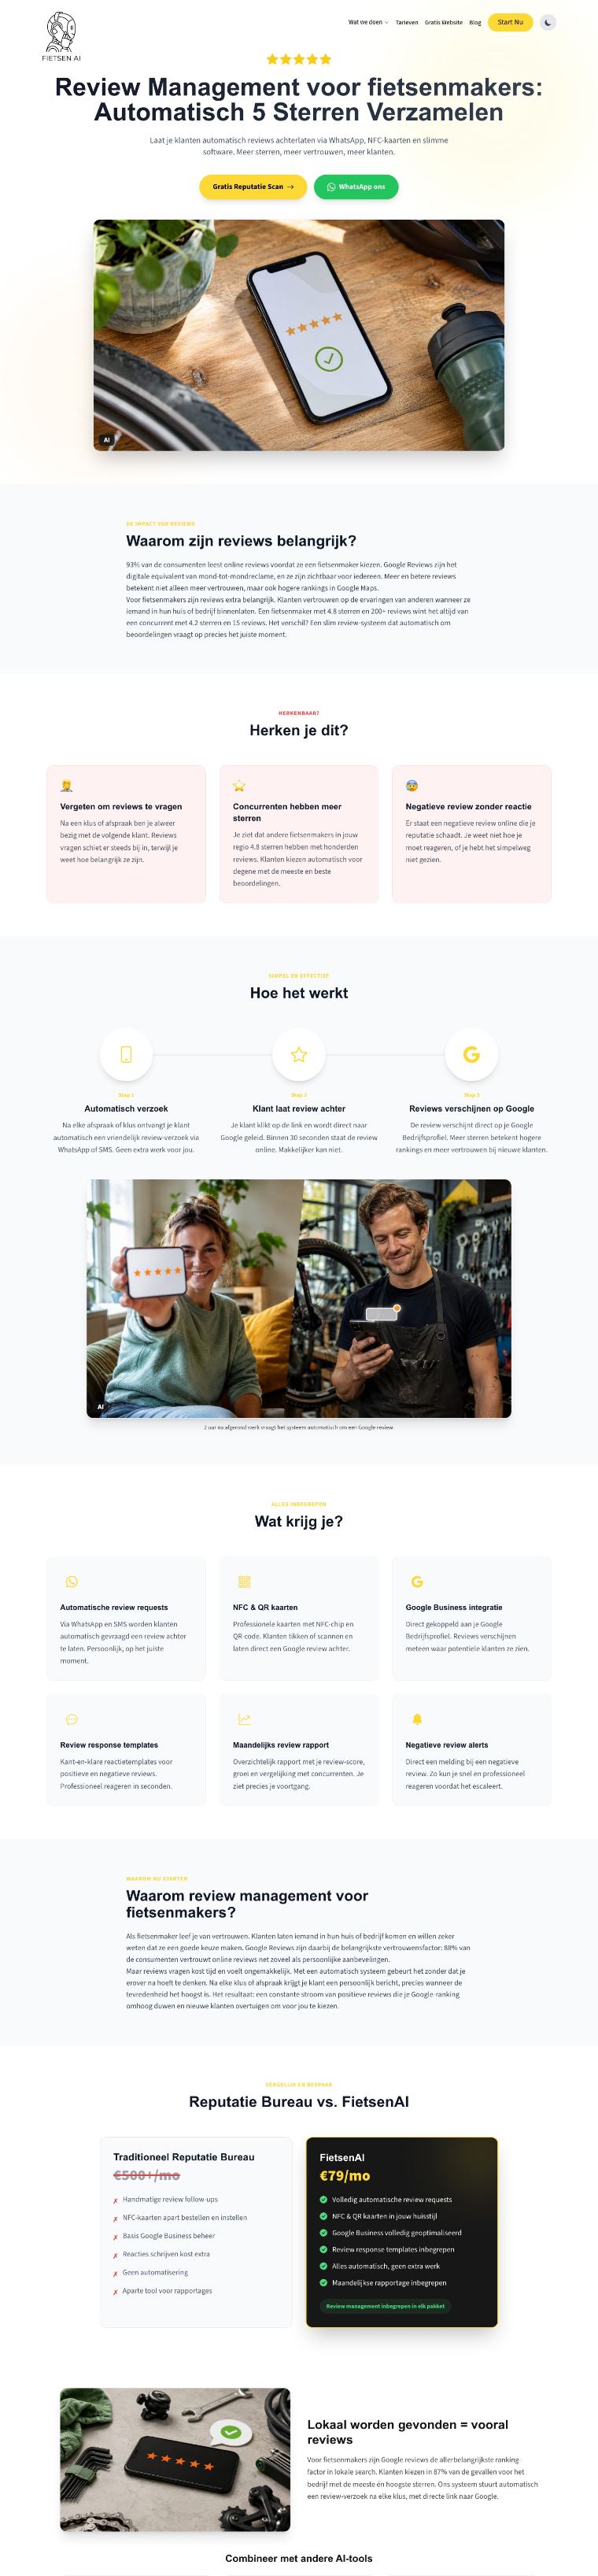 Wat we doen
Tarieven
Gratis Website
Blog
Start Nu
FIETSEN AI
Review Management voor fietsenmakers:
Automatisch 5 Sterren Verzamelen
Laat je klanten automatisch reviews achterlaten via WhatsApp, NFC-kaarten en slimme
software. Meer sterren, meer vertrouwen, meer klanten.
Gratis Reputatie Scan →
WhatsApp ons
AI
DE IMPACT VAN REVIEWS
Waarom zijn reviews belangrijk?
93% van de consumenten leest online reviews voordat ze een fietsenmaker kiezen. Google Reviews zijn het
digitale equivalent van mond-tot-mondreclame, en ze zijn zichtbaar voor iedereen. Meer en betere reviews
betekent niet alleen meer vertrouwen, maar ook hogere rankings in Google Maps.
Voor fietsenmakers zijn reviews extra belangrijk. Klanten vertrouwen op de ervaringen van anderen wanneer ze
iemand in hun huis of bedrijf binnenlaten. Een fietsenmaker met 4.8 sterren en 200+ reviews wint het altijd van
een concurrent met 4.2 sterren en 15 reviews. Het verschil? Een slim review-systeem dat automatisch om
beoordelingen vraagt op precies het juiste moment.
HERKENBAAR?
Herken je dit?
Vergeten om reviews te vragen
Na een klus of afspraak ben je alweer
bezig met de volgende klant. Reviews
vragen schiet er steeds bij in, terwijl je
weet hoe belangrijk ze zijn.
Concurrenten hebben meer
sterren
Je ziet dat andere fietsenmakers in jouw
regio 4.8 sterren hebben met honderden
reviews. Klanten kiezen automatisch voor
degene met de meeste en beste
beoordelingen.
Negatieve review zonder reactie
Er staat een negatieve review online die je
reputatie schaadt. Je weet niet hoe je
moet reageren, of je hebt het simpelweg
niet gezien.
SIMPEL EN EFFECTIEF
Hoe het werkt
Stap 1
Automatisch verzoek
Na elke afspraak of klus ontvangt je klant
automatisch een vriendelijk review-verzoek via
WhatsApp of SMS. Geen extra werk voor jou.
Stap 2
Klant laat review achter
Je klant klikt op de link en wordt direct naar
Google geleid. Binnen 30 seconden staat de review
online. Makkelijker kan niet.
Stap 3
Reviews verschijnen op Google
De review verschijnt direct op je Google
Bedrijfsprofiel. Meer sterren betekent hogere
rankings en meer vertrouwen bij nieuwe klanten.
AI
2 uur na afgerond werk vraagt het systeem automatisch om een Google-review.
ALLES INBEGREPEN
Wat krijg je?
Automatische review requests
Via WhatsApp en SMS worden klanten
automatisch gevraagd een review achter
te laten. Persoonlijk, op het juiste
moment.
NFC & QR kaarten
Professionele kaarten met NFC-chip en
QR-code. Klanten tikken of scannen en
laten direct een Google review achter.
Google Business integratie
Direct gekoppeld aan je Google
Bedrijfsprofiel. Reviews verschijnen
meteen waar potentiële klanten ze zien.
Review response templates
Kant-en-klare reactietemplates voor
positieve en negatieve reviews.
Professioneel reageren in seconden.
Maandelijks review rapport
Overzichtelijk rapport met je review-score,
groei en vergelijking met concurrenten. Je
ziet precies je voortgang.
Negatieve review alerts
Direct een melding bij een negatieve
review. Zo kun je snel en professioneel
reageren voordat het escaleert.
WAAROM NU STARTEN
Waarom review management voor
fietsenmakers?
Als fietsenmaker leef je van vertrouwen. Klanten laten iemand in hun huis of bedrijf komen en willen zeker
weten dat ze een goede keuze maken. Google Reviews zijn daarbij de belangrijkste vertrouwensfactor: 88% van
de consumenten vertrouwt online reviews net zoveel als persoonlijke aanbevelingen.
Maar reviews vragen kost tijd en voelt ongemakkelijk. Met een automatisch systeem gebeurt het zonder dat je
erover na hoeft te denken. Na elke klus of afspraak krijgt je klant een persoonlijk bericht, precies wanneer de
tevredenheid het hoogst is. Het resultaat: een constante stroom van positieve reviews die je Google-ranking
omhoog duwen en nieuwe klanten overtuigen om voor jou te kiezen.
VERGELIJK EN BESPAAR
Reputatie Bureau vs. FietsenAI
Traditioneel Reputatie Bureau
€500+/mo
✗ Handmatige review follow-ups
✗ NFC-kaarten apart bestellen en instellen
✗ Basis Google Business beheer
✗ Reacties schrijven kost extra
✗ Geen automatisering
✗ Aparte tool voor rapportages
FietsenAI
€79/mo
Volledig automatische review requests
NFC & QR kaarten in jouw huisstijl
Google Business volledig geoptimaliseerd
Review response templates inbegrepen
Alles automatisch, geen extra werk
Maandelijkse rapportage inbegrepen
Review management inbegrepen in elk pakket
Lokaal worden gevonden = vooral
reviews
Voor fietsenmakers zijn Google reviews de allerbelangrijkste ranking-
factor in lokale search. Klanten kiezen in 87% van de gevallen voor het
bedrijf met de meeste én hoogste sterren. Ons systeem stuurt automatisch
een review-verzoek na elke klus, met directe link naar Google.
Combineer met andere AI-tools